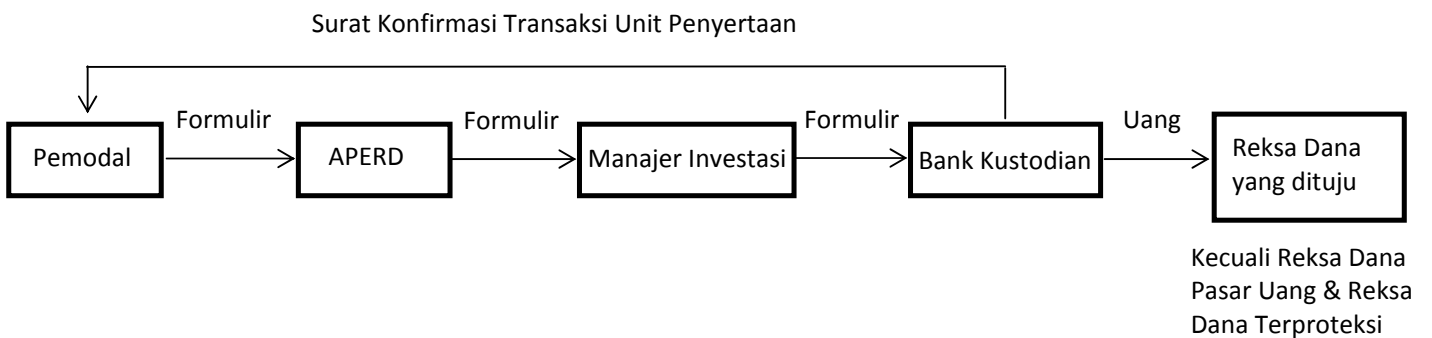 Surat Konfirmasi Transaksi Unit Penyertaan
Formulir
Formulir
Formulir
Uang
Pemodal
APERD
Manajer Investasi
Bank Kustodian
Reksa Dana
yang dituju
Kecuali Reksa Dana
Pasar Uang & Reksa
Dana Terproteksi